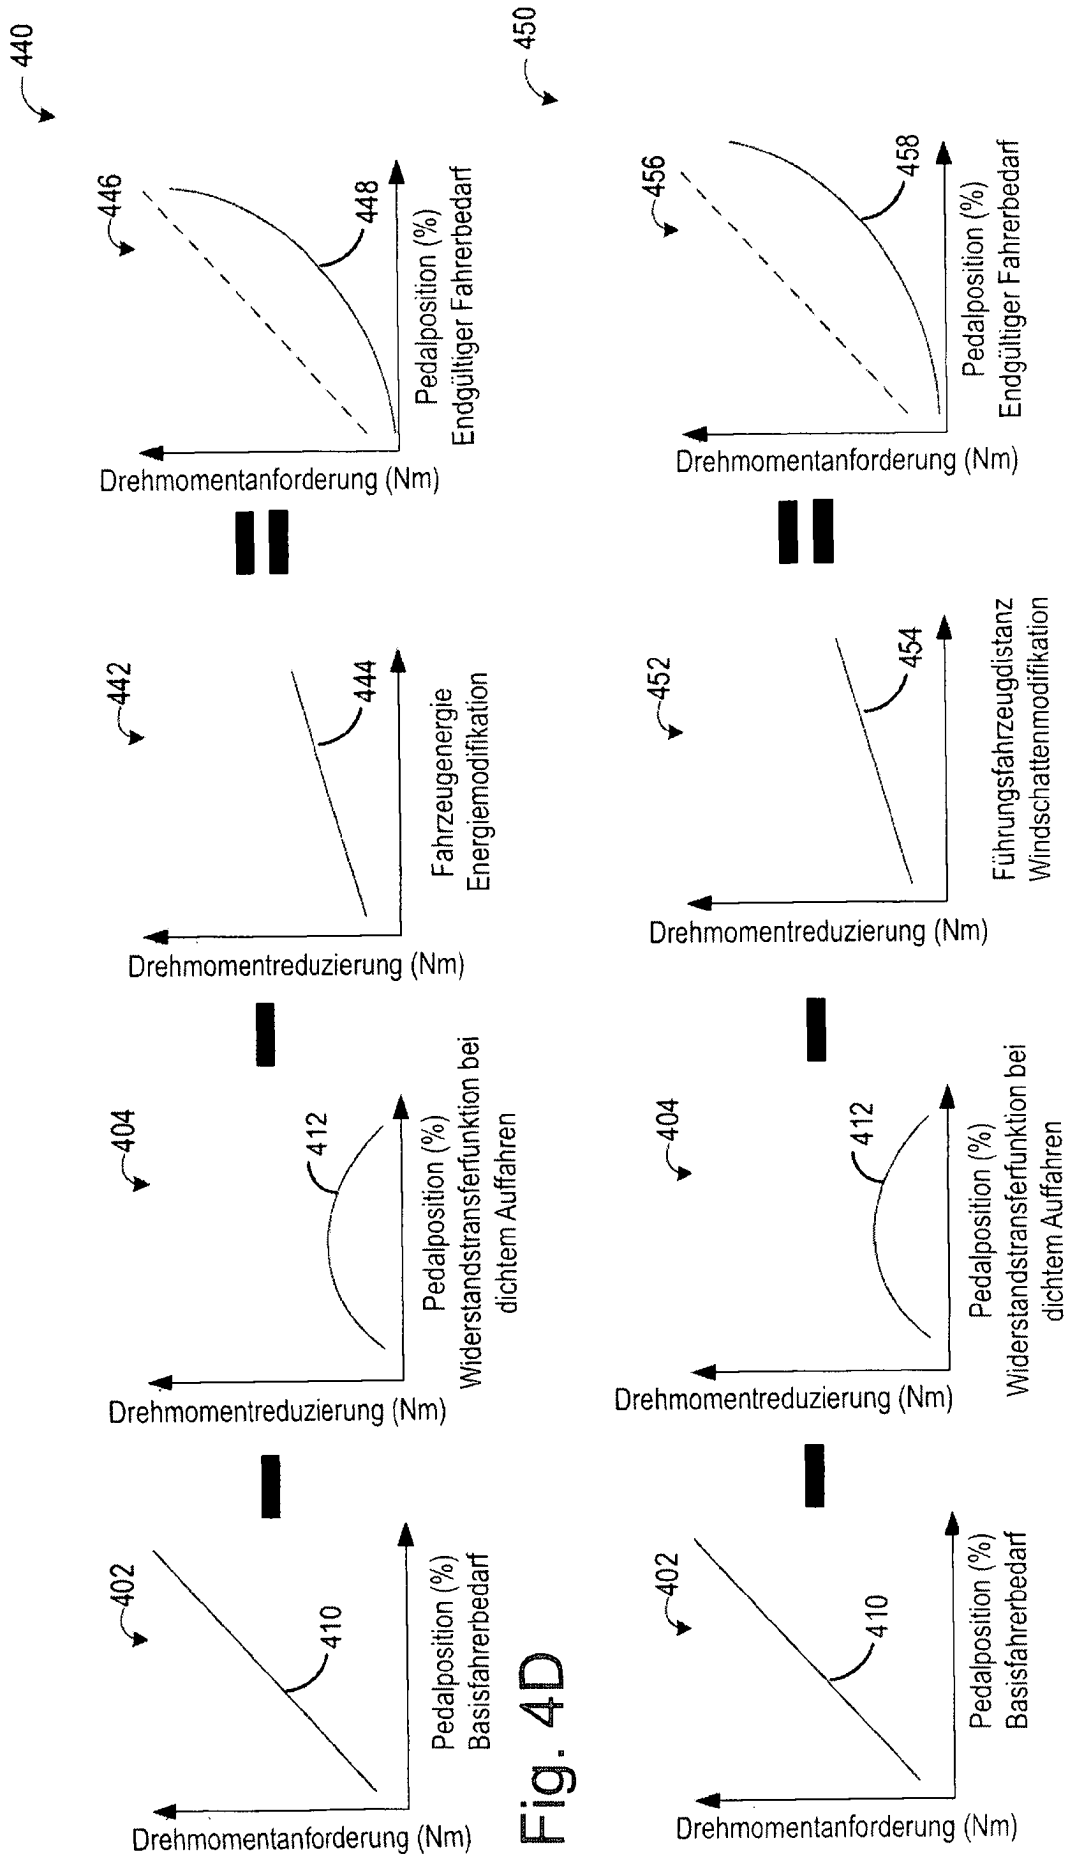 440
Drehmomentanforderung (Nm)
402
410
Pedalposition (%)
Basisfahrerbedarf
Drehmomentreduzierung (Nm)
404
412
Pedalposition (%)
Widerstandstransferfunktion bei
dichtem Auffahren
Drehmomentreduzierung (Nm)
442
444
Fahrzeugenergie
Energiemodifikation
Drehmomentanforderung (Nm)
446
448
Pedalposition (%)
Endgültiger Fahrerbedarf
Fig. 4D
450
Drehmomentanforderung (Nm)
402
410
Pedalposition (%)
Basisfahrerbedarf
Drehmomentreduzierung (Nm)
404
412
Pedalposition (%)
Widerstandstransferfunktion bei
dichtem Auffahren
Drehmomentreduzierung (Nm)
452
454
Führungsfahrzeugdistanz
Windschattenmodifikation
Drehmomentanforderung (Nm)
456
458
Pedalposition (%)
Endgültiger Fahrerbedarf